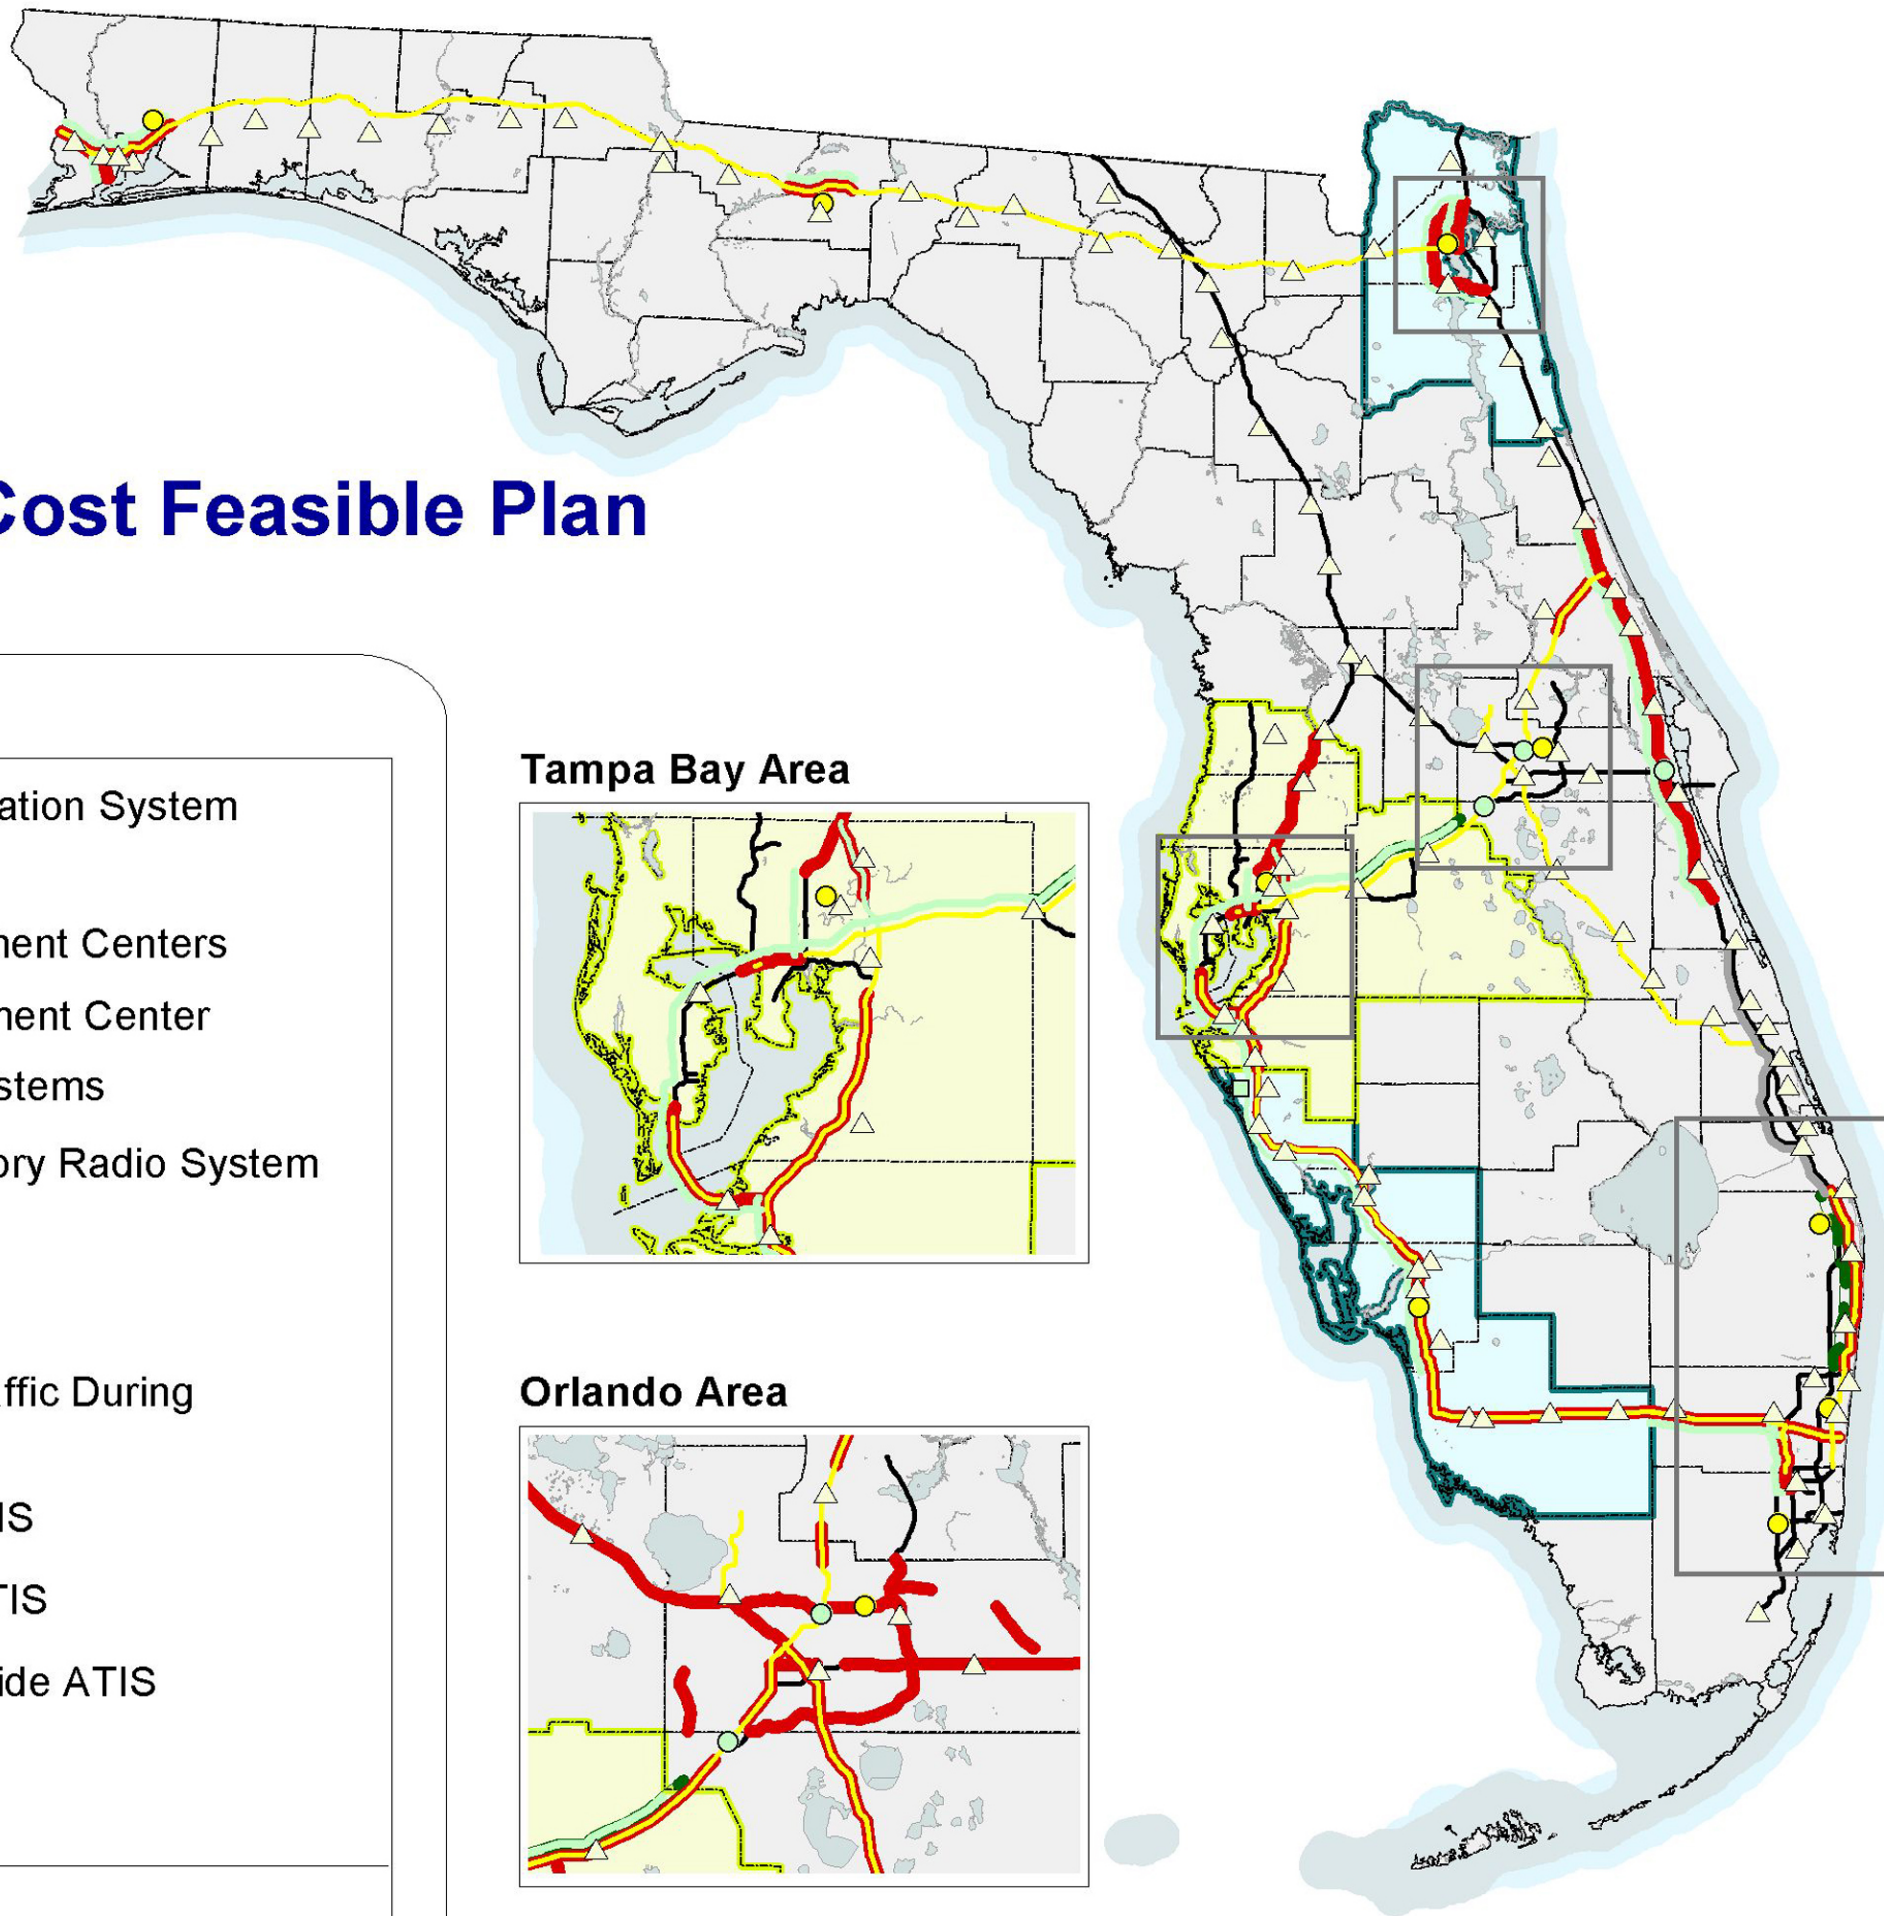 Cost Feasible Plan
ation System
nent Centers
nent Center
stems
ory Radio System
affic During
IS
TIS
ide ATIS
Tampa Bay Area
Orlando Area